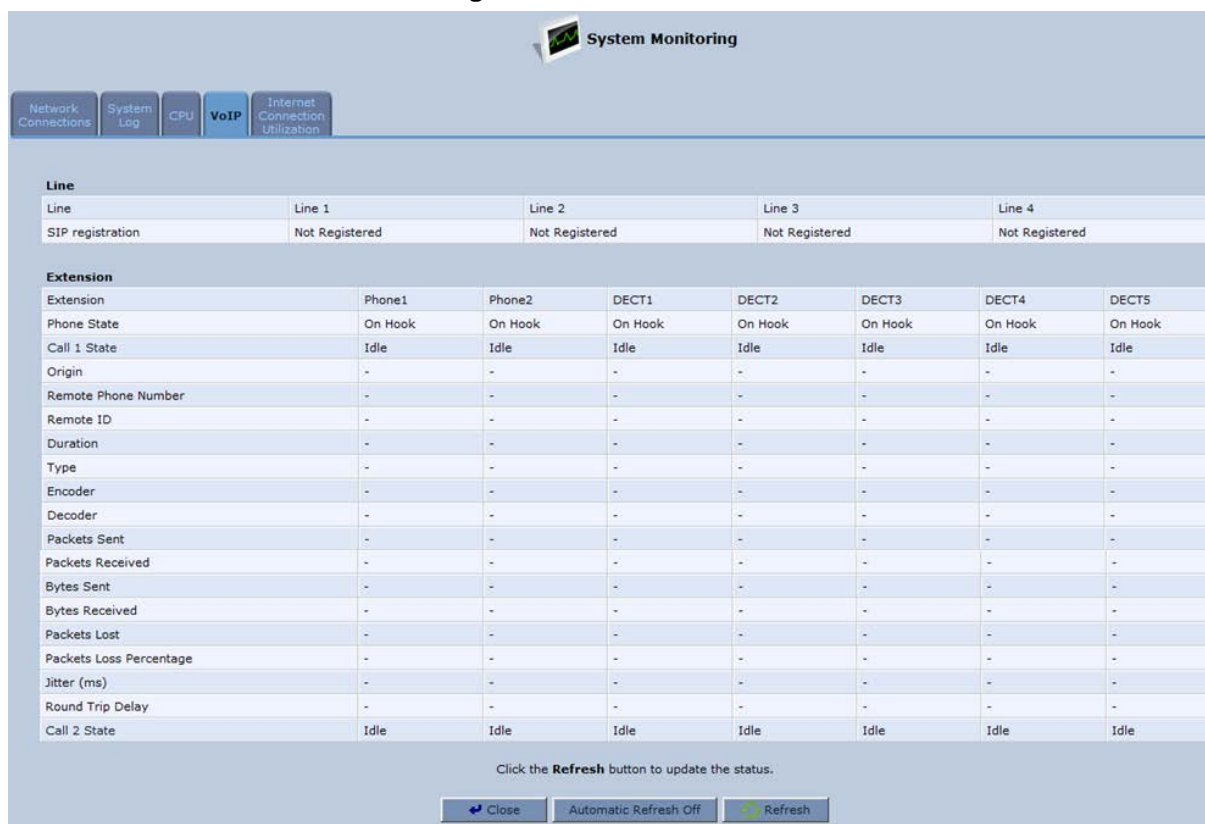 System Monitoring
Network Connections System Log CPU VoIP Internet Connection Utilization
Line
Line Line 1 Line 2 Line 3 Line 4
SIP registration Not Registered Not Registered Not Registered Not Registered
Extension
Extension Phone1 Phone2 DECT1 DECT2 DECT3 DECT4 DECT5
Phone State On Hook On Hook On Hook On Hook On Hook On Hook On Hook
Call 1 State Idle Idle Idle Idle Idle Idle Idle
Origin - - - - - - -
Remote Phone Number - - - - - - -
Remote ID - - - - - - -
Duration - - - - - - -
Type - - - - - - -
Encoder - - - - - - -
Decoder - - - - - - -
Packets Sent - - - - - - -
Packets Received - - - - - - -
Bytes Sent - - - - - - -
Bytes Received - - - - - - -
Packets Lost - - - - - - -
Packets Loss Percentage - - - - - - -
Jitter (ms) - - - - - - -
Round Trip Delay - - - - - - -
Call 2 State Idle Idle Idle Idle Idle Idle Idle
Click the Refresh button to update the status.
Close Automatic Refresh Off Refresh